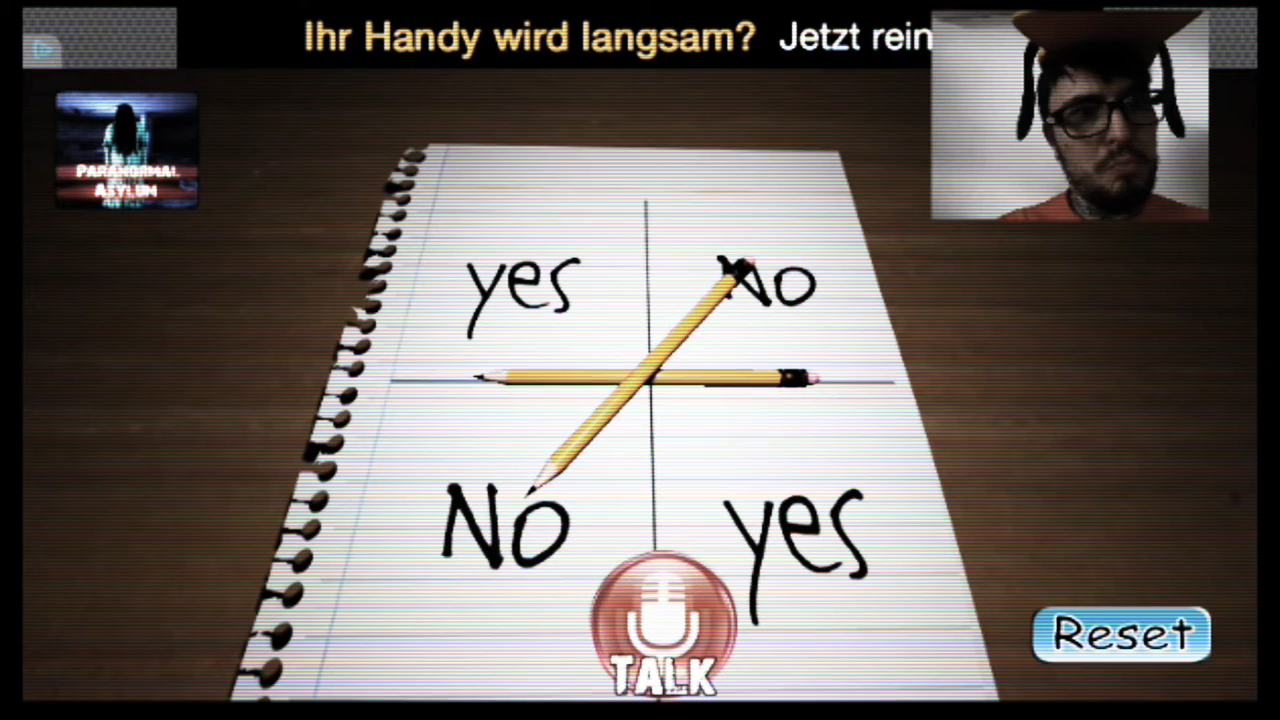 Ihr Handy wird langsam? Jetzt rein
PARANORMAL
ASYLUM
yes No
No yes
TALK
Reset